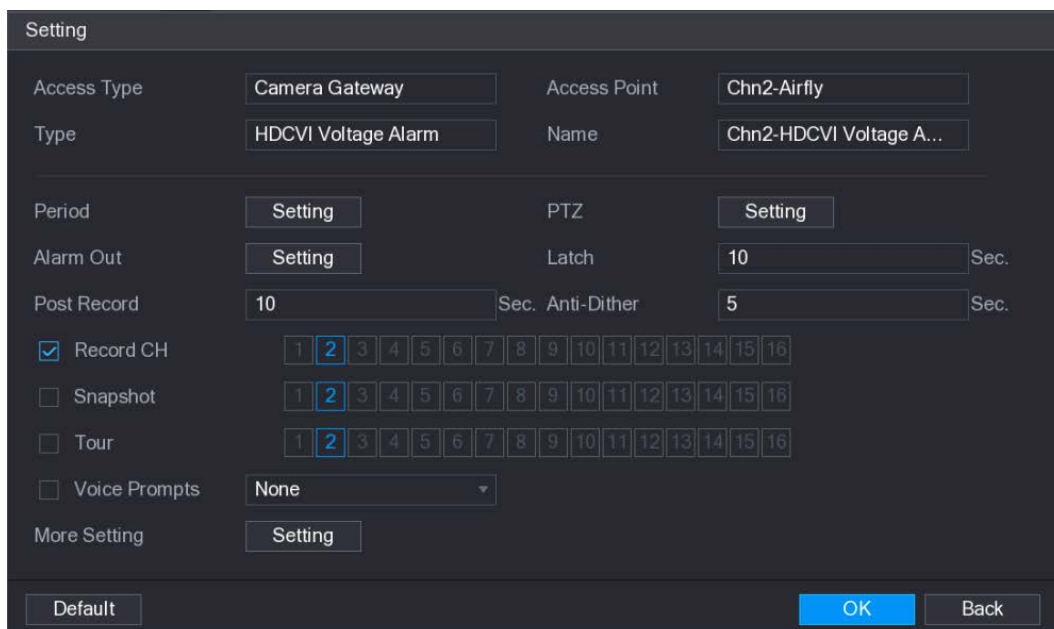 Setting
Access Type Camera Gateway Access Point Chn2-Airfly
Type HDCVI Voltage Alarm Name Chn2-HDCVI Voltage A...
Period Setting PTZ Setting
Alarm Out Setting Latch 10 Sec.
Post Record 10 Sec. Anti-Dither 5 Sec.
Record CH 1 2 3 4 5 6 7 8 9 10 11 12 13 14 15 16
Snapshot 1 2 3 4 5 6 7 8 9 10 11 12 13 14 15 16
Tour 1 2 3 4 5 6 7 8 9 10 11 12 13 14 15 16
Voice Prompts None
More Setting Setting
Default OK Back